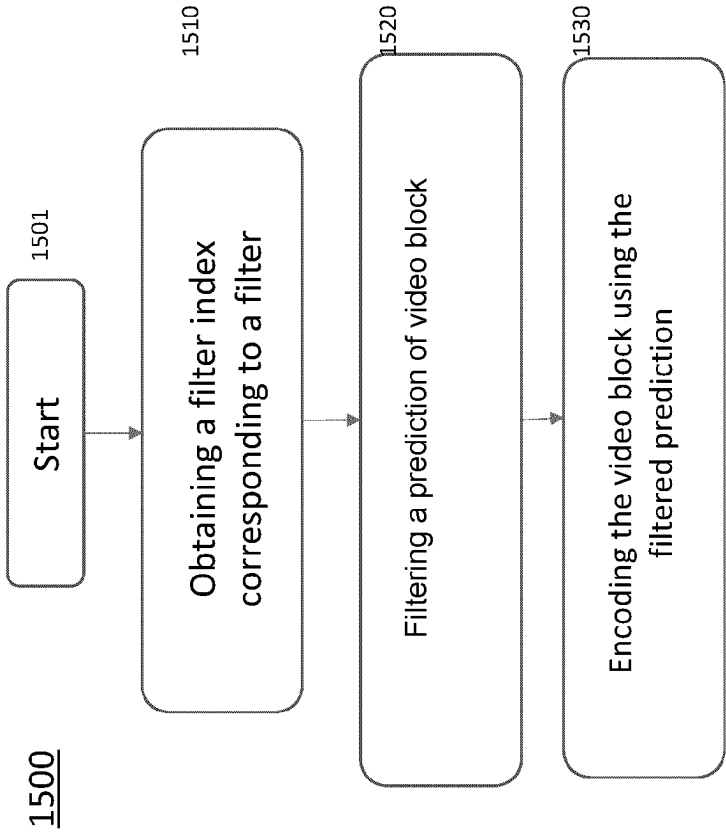 1500
Start
1501
Obtaining a filter index
corresponding to a filter
1510
Filtering a prediction of video block
1520
Encoding the video block using the
filtered prediction
1530